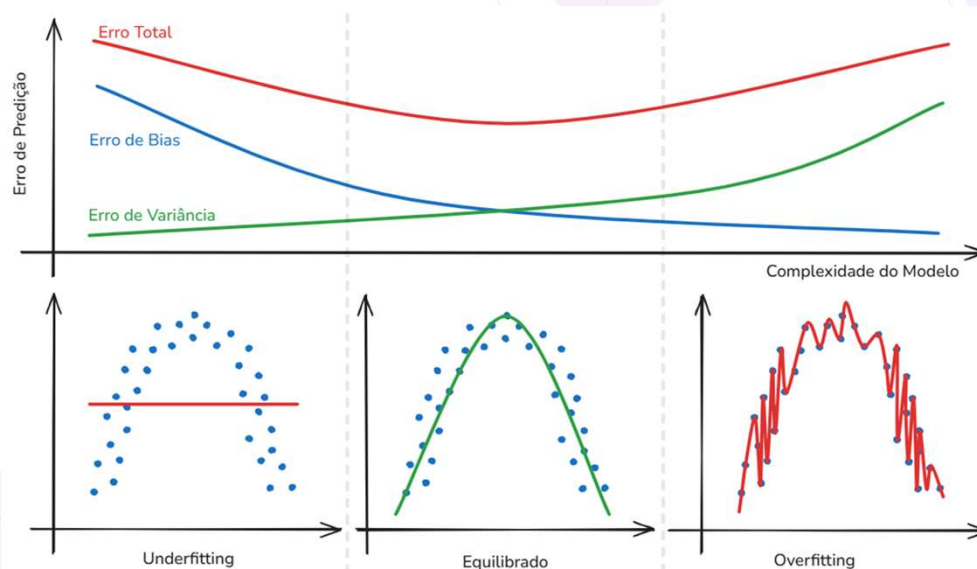 Erro Total
Erro de Predição
Erro de Bias
Erro de Variância
Complexidade do Modelo
Underfitting
Equilibrado
Overfitting